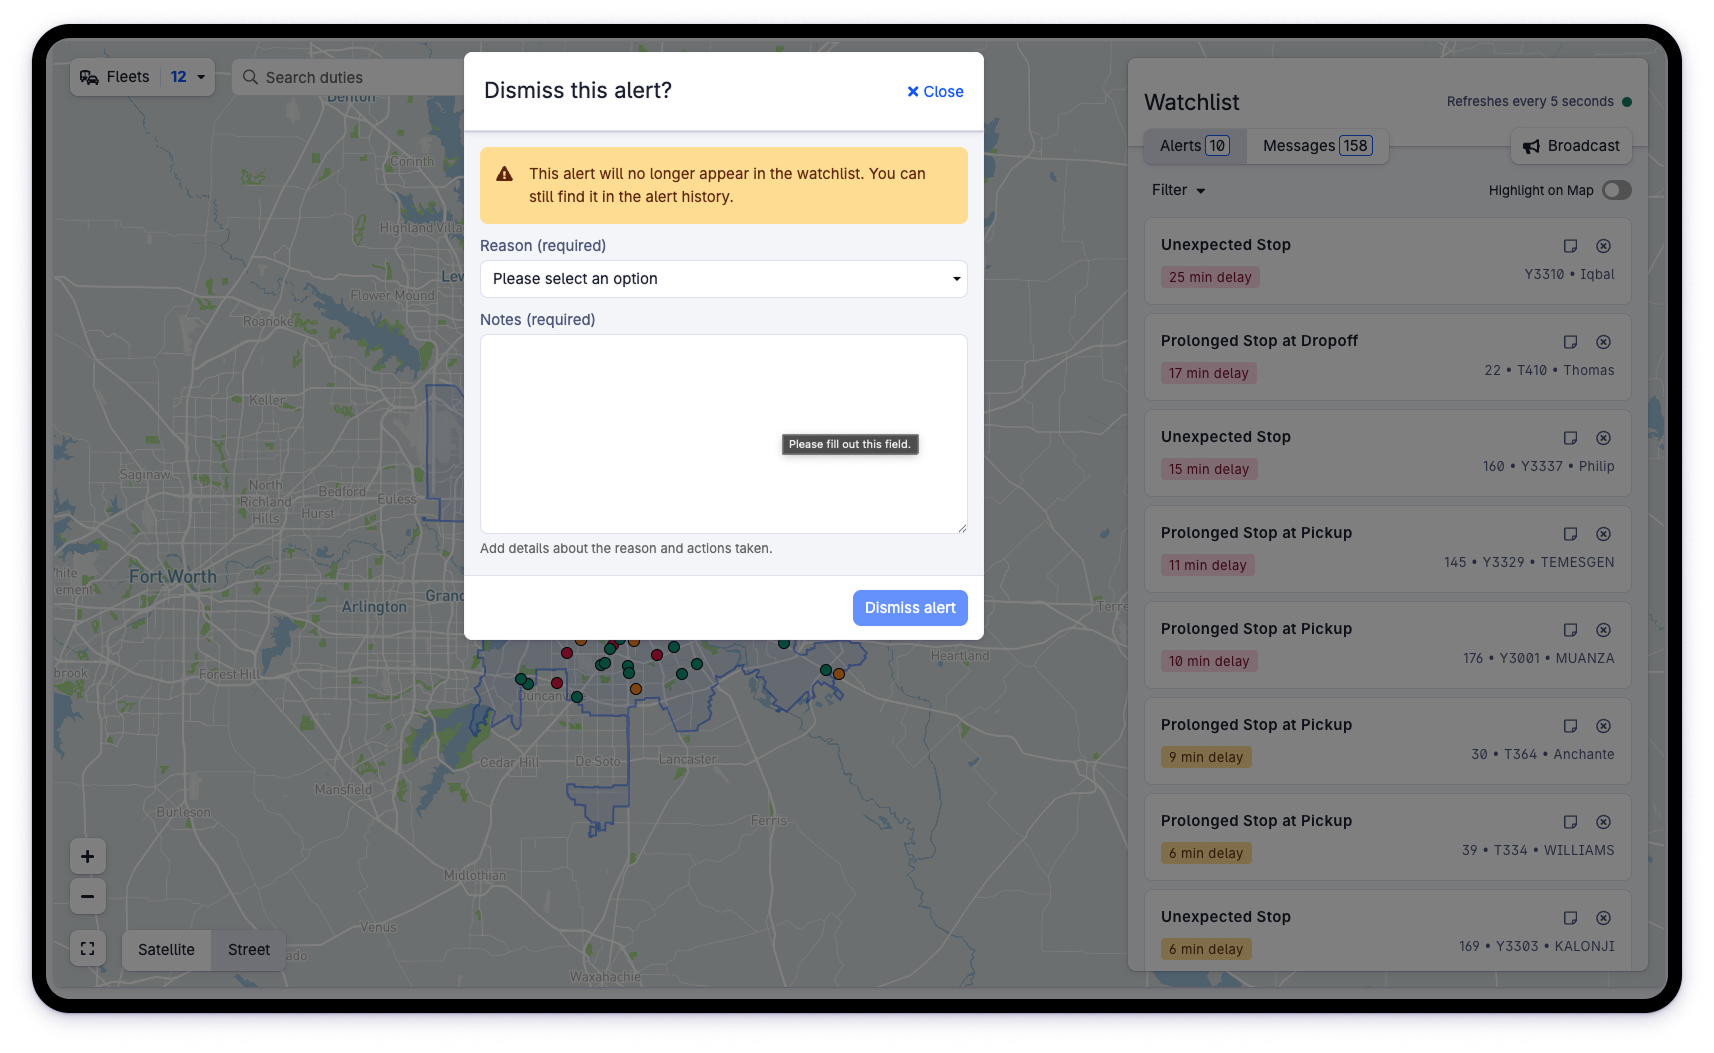 Fleets 12
Search duties
Dismiss this alert?
Close
This alert will no longer appear in the watchlist. You can
still find it in the alert history.
Reason (required)
Please select an option
Notes (required)
Please fill out this field.
Add details about the reason and actions taken.
Dismiss alert
Watchlist
Refreshes every 5 seconds
Alerts 10
Messages 158
Broadcast
Filter
Highlight on Map
Unexpected Stop
25 min delay
Y3310 • Iqbal
Prolonged Stop at Dropoff
17 min delay
22 • T410 • Thomas
Unexpected Stop
15 min delay
160 • Y3337 • Philip
Prolonged Stop at Pickup
11 min delay
145 • Y3329 • TEMESGEN
Prolonged Stop at Pickup
10 min delay
176 • Y3001 • MUANZA
Prolonged Stop at Pickup
9 min delay
30 • T364 • Anchante
Prolonged Stop at Pickup
6 min delay
39 • T334 • WILLIAMS
Unexpected Stop
6 min delay
169 • Y3303 • KALONJI
Denton
Corinth
Highland Villa
Lew
Flower Mound
Roanoke
Keller
Saginaw
North
Richland
Hills
Bedford
Hurst
Euless
Fort Worth
Arlington
Grand
Terre
Heartland
brook
Forest Hill
Duncanv
Cedar Hill
De Soto
Lancaster
Mansfield
Burleson
Ferris
Midlothian
Venus
ado
Waxahachie
Satellite
Street